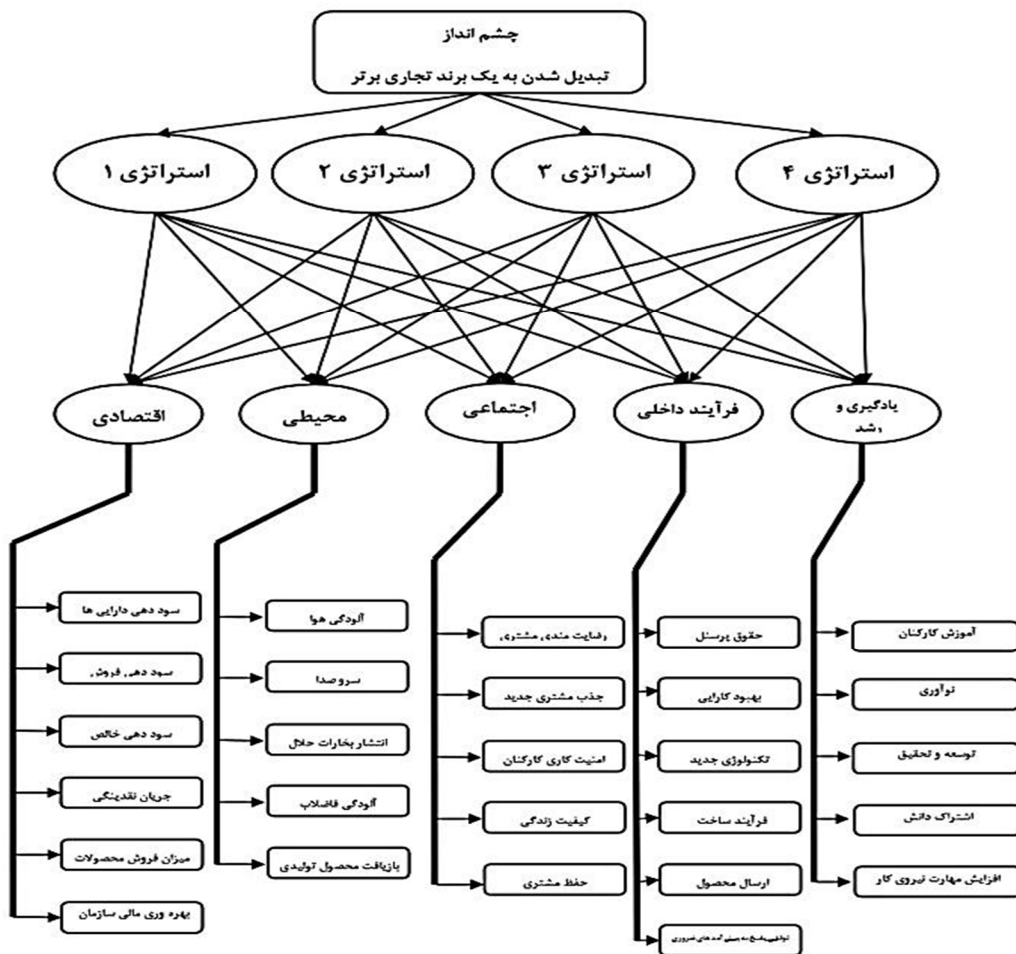 چشم انداز
تبدیل شدن به یک برند تجاری برتر
استراتژی ۱
استراتژی ۲
استراتژی ۳
استراتژی ۴
اقتصادی
محیطی
اجتماعی
فرآیند داخلی
یادگیری و
رشد
سود دهی دارایی ها
سود دهی فروش
سود دهی خالص
جریان نقدینگی
میزان فروش محصولات
بهره وری مالی سازمان
آلودگی هوا
سروصدا
انتشار بخارات حلال
آلودگی فاضلاب
بازیافت محصول تولیدی
رضایت مندی مشتری
جذب مشتری جدید
امنیت کاری کارکنان
کیفیت زندگی
حفظ مشتری
حقوق پرسنل
بهبود کارایی
تکنولوژی جدید
فرآیند ساخت
ارسال محصول
ضروری
آموزش کارکنان
نوآوری
توسعه و تحقیق
اشتراک دانش
افزایش مهارت نیروی کار